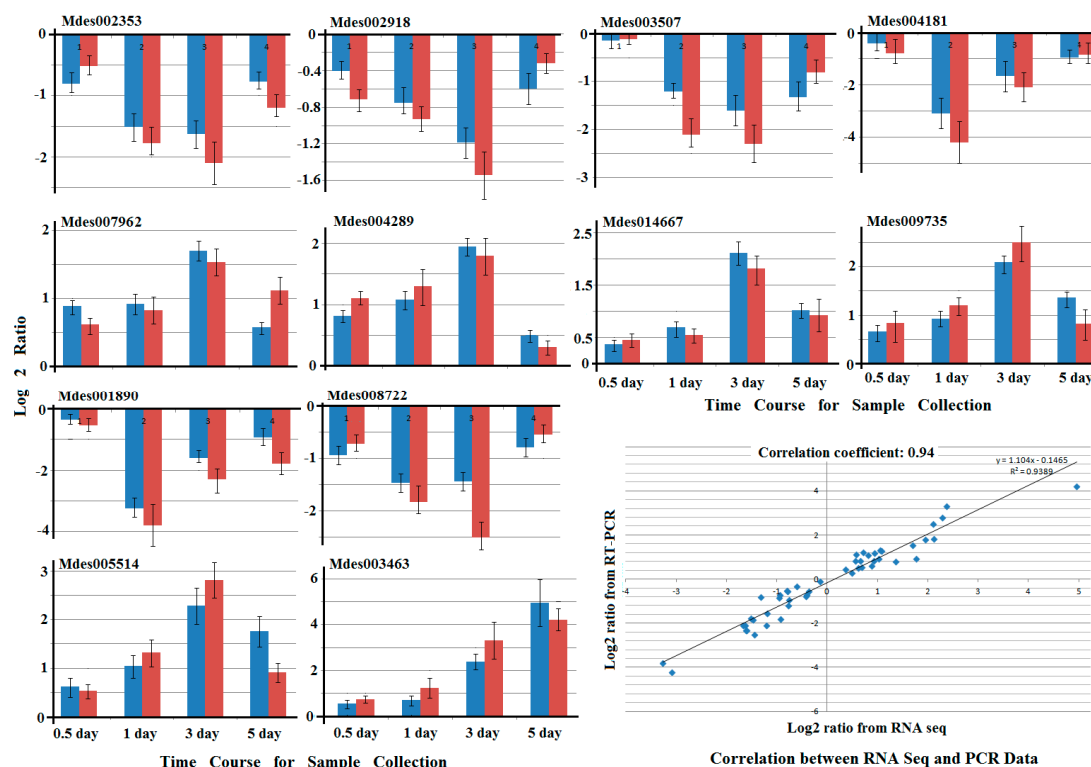 Mdes002353
0
-1
-2
1
2
3
4
Mdes002918
0
-0.4
-0.8
-1.2
-1.6
1
2
3
4
Mdes003507
0
-1
-2
-3
1
2
3
4
Mdes004181
0
-2
-4
1
2
3
4
Mdes007962
2
1
0
Mdes004289
2
1
0
Mdes014667
2.5
1.5
0.5
0
0.5 day
1 day
3 day
5 day
Mdes009735
2
1
0
0.5 day
1 day
3 day
5 day
Time Course for Sample Collection
Log 2 Ratio
Mdes001890
0
-2
-4
1
2
3
4
Mdes008722
0
-1
-2
1
2
3
4
Mdes005514
3
2
1
0
0.5 day
1 day
3 day
5 day
Mdes003463
6
4
2
0
0.5 day
1 day
3 day
5 day
Time Course for Sample Collection
Correlation coefficient: 0.94
y = 1.104x - 0.1465
R² = 0.9389
4
2
0
-2
-4
-6
-4
-3
-2
-1
0
1
2
3
4
5
Log2 ratio from RT-PCR
Log2 ratio from RNA seq
Correlation between RNA Seq and PCR Data